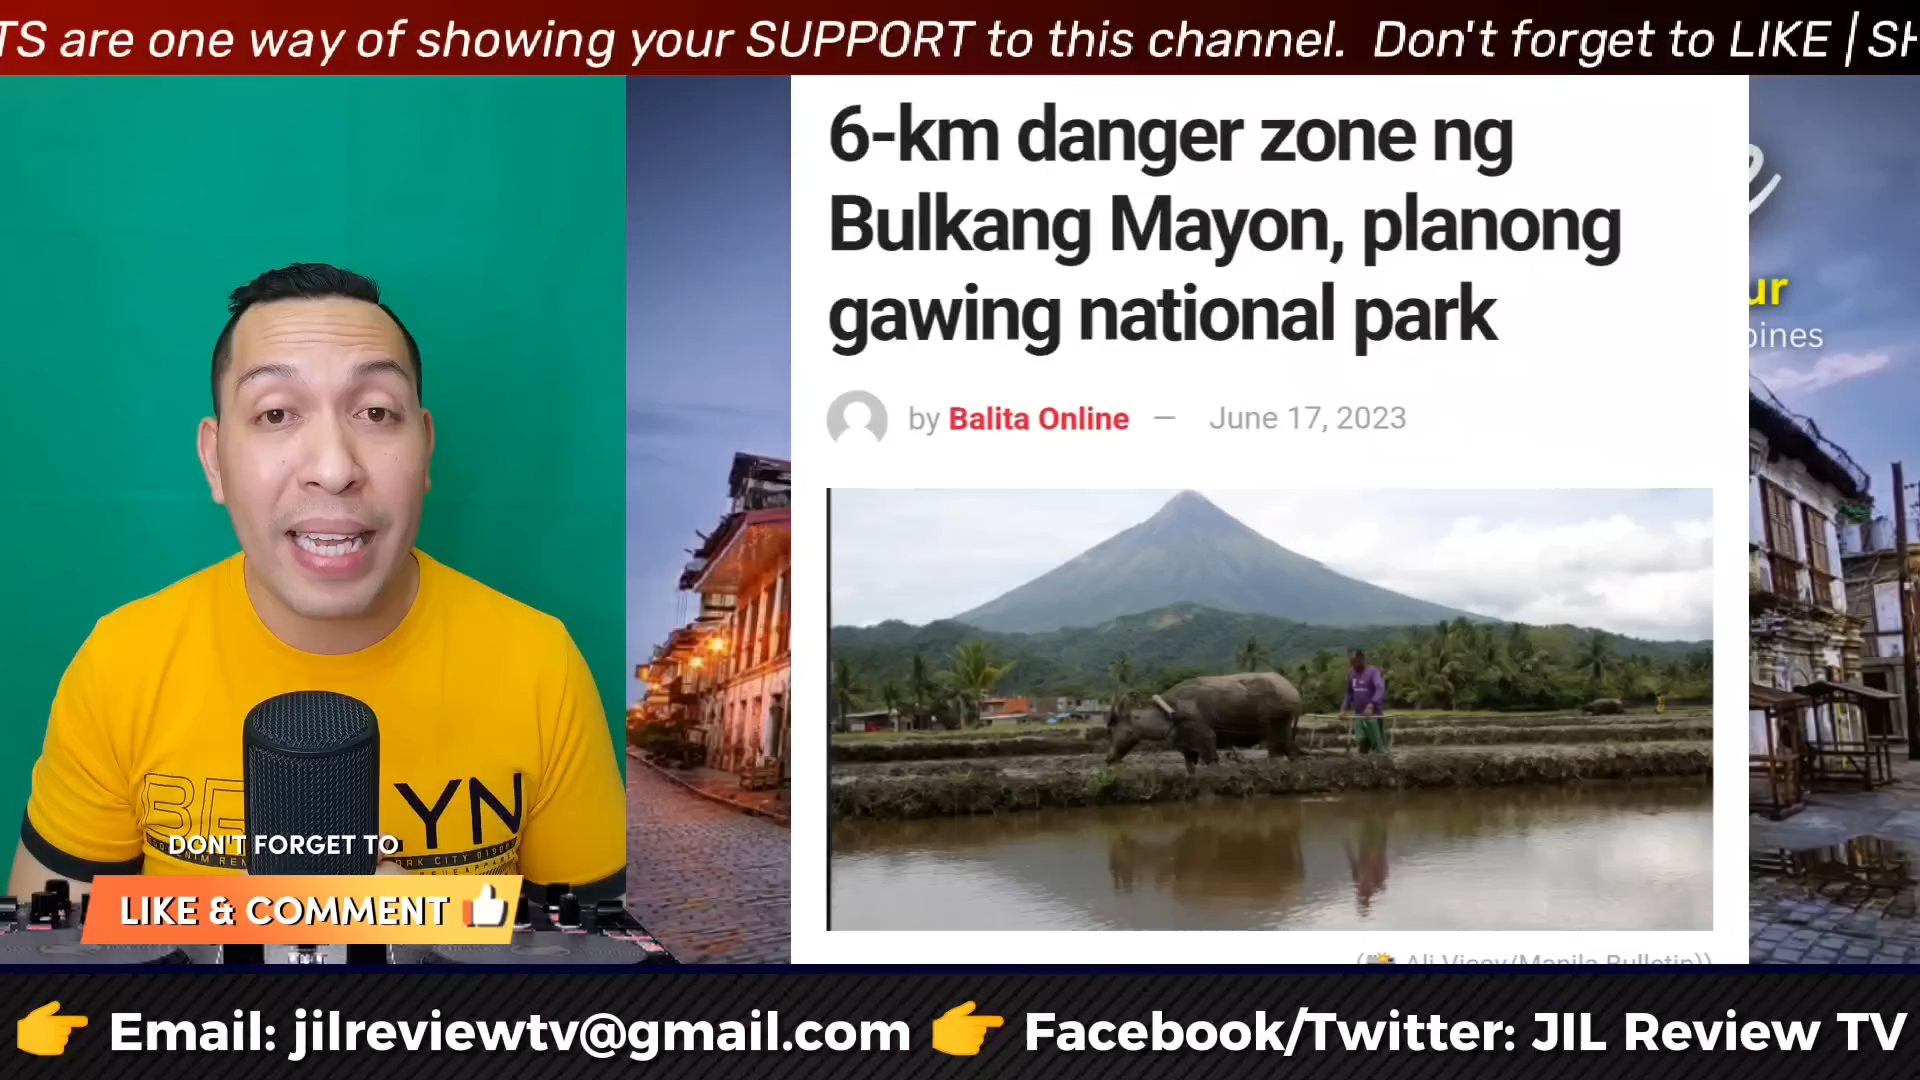 TS are one way of showing your SUPPORT to this channel. Don't forget to LIKE | SH
6-km danger zone ng
Bulkang Mayon, planong
gawing national park
by Balita Online — June 17, 2023
ur
pines
YN
DON'T FORGET TO
LIKE & COMMENT
Email: jilreviewtv@gmail.com Facebook/Twitter: JIL Review TV